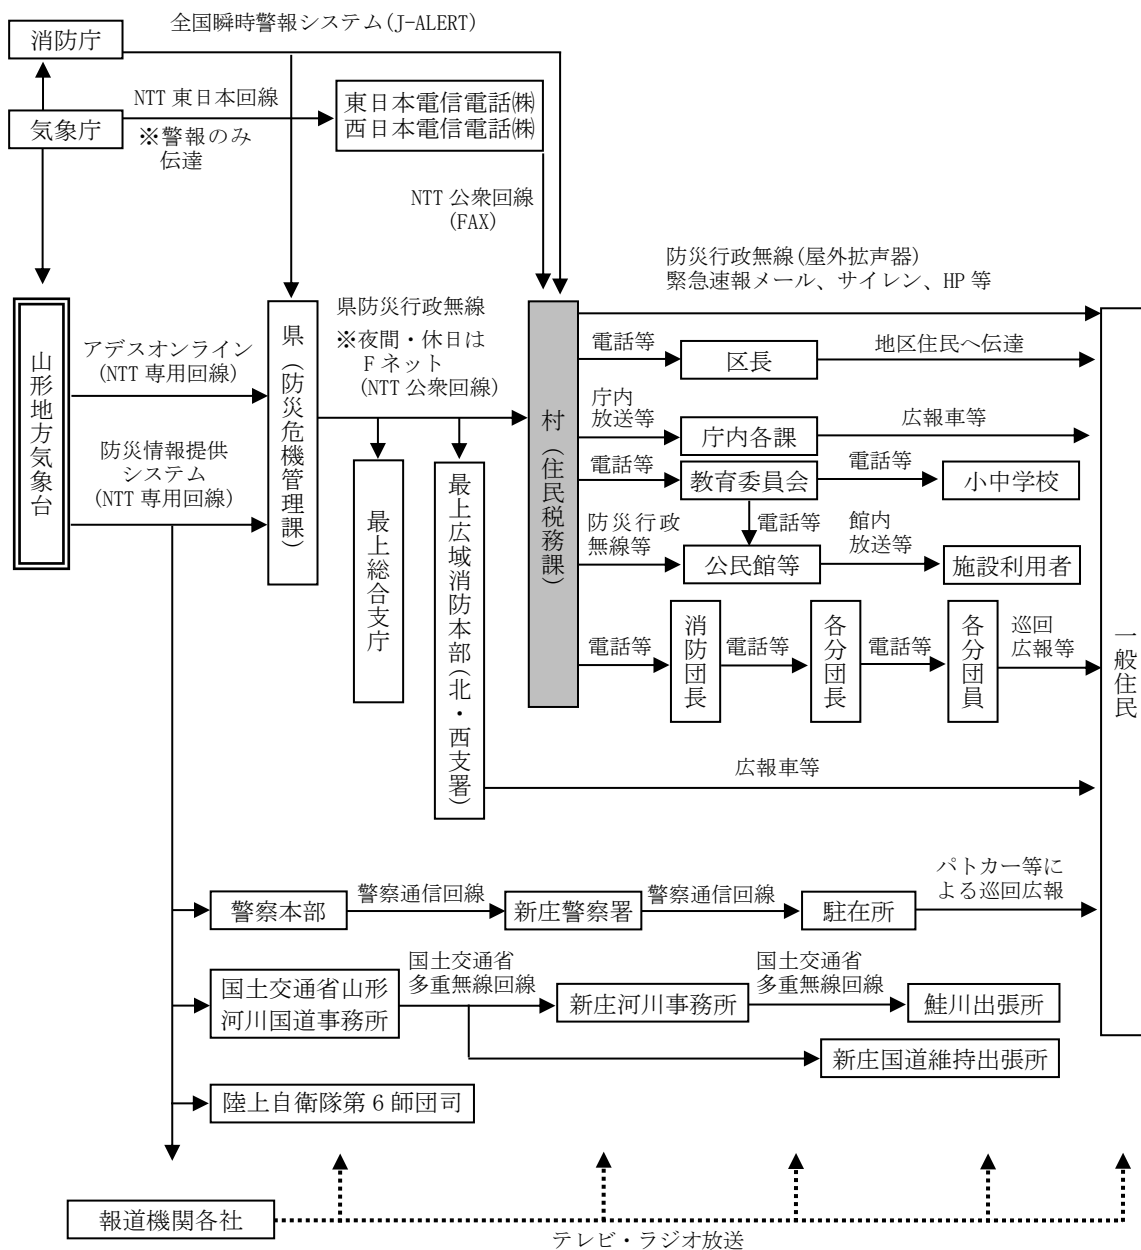 全国瞬時警報システム(J-ALERT)
消防庁
NTT 東日本回線
気象庁
※警報のみ
伝達
東日本電信電話㈱
西日本電信電話㈱
NTT 公衆回線
(FAX)
防災行政無線(屋外拡声器)
緊急速報メール、サイレン、HP 等
山形地方気象台
アデスオンライン
(NTT 専用回線)
防災情報提供
システム
(NTT 専用回線)
県(防災危機管理課)
県防災行政無線
※夜間・休日は
Fネット
(NTT 公衆回線)
最上総合支庁
最上広域消防本部(北・西支署)
村(住民税務課)
電話等
区長
地区住民へ伝達
庁内
放送等
庁内各課
広報車等
電話等
教育委員会
電話等
小中学校
防災行政
無線等
電話等
公民館等
館内
放送等
施設利用者
電話等
消防団長
電話等
各分団長
電話等
各分団員
巡回
広報等
一般住民
広報車等
警察本部
警察通信回線
新庄警察署
警察通信回線
駐在所
パトカー等に
よる巡回広報
国土交通省山形
河川国道事務所
国土交通省
多重無線回線
新庄河川事務所
国土交通省
多重無線回線
鮭川出張所
新庄国道維持出張所
陸上自衛隊第6師団司
報道機関各社
テレビ・ラジオ放送